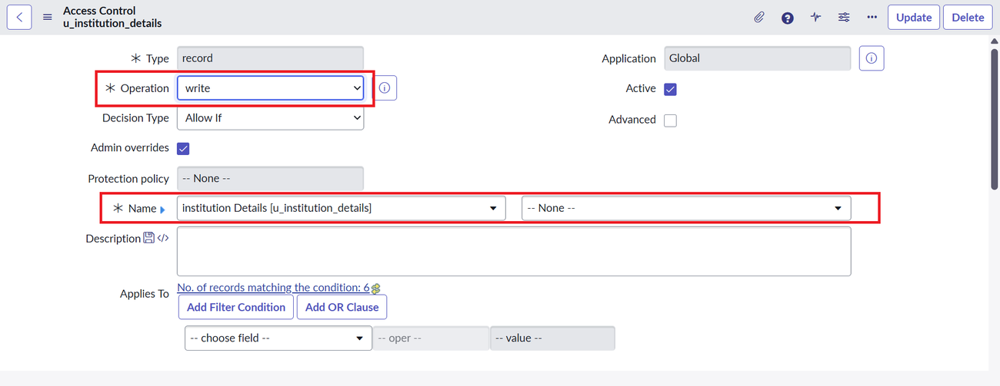 Access Control
u_institution_details
Update
Delete
Type
record
Application
Global
Operation
write
Active
Decision Type
Allow If
Advanced
Admin overrides
Protection policy
-- None --
Name
institution Details [u_institution_details]
-- None --
Description
Applies To
No. of records matching the condition: 6
Add Filter Condition
Add OR Clause
-- choose field --
-- oper --
-- value --